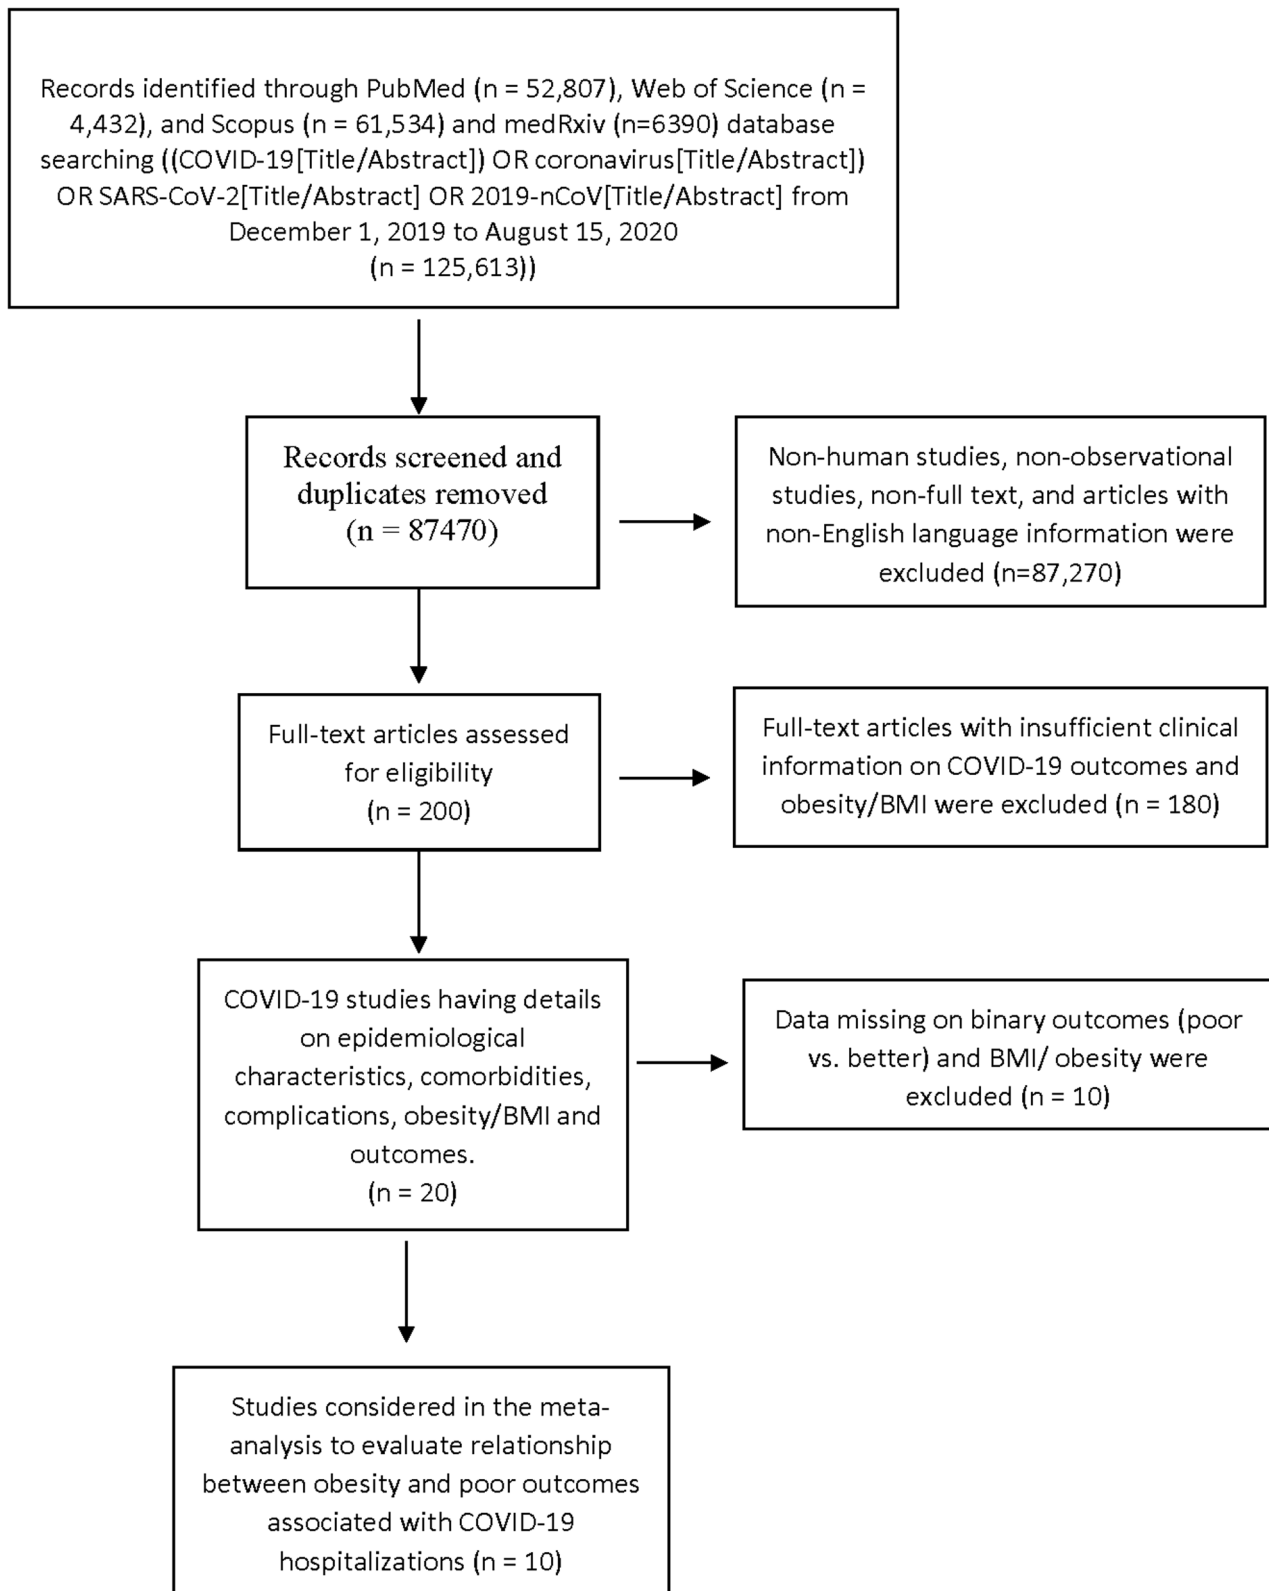 Records identified through PubMed (n = 52,807), Web of Science (n =
4,432), and Scopus (n = 61,534) and medRxiv (n=6390) database
searching ((COVID-19[Title/Abstract]) OR coronavirus[Title/Abstract])
OR SARS-CoV-2[Title/Abstract] OR 2019-nCoV[Title/Abstract] from
December 1, 2019 to August 15, 2020
(n = 125,613))
Records screened and
duplicates removed
(n = 87470)
Non-human studies, non-observational
studies, non-full text, and articles with
non-English language information were
excluded (n=87,270)
Full-text articles assessed
for eligibility
(n = 200)
Full-text articles with insufficient clinical
information on COVID-19 outcomes and
obesity/BMI were excluded (n = 180)
COVID-19 studies having details
on epidemiological
characteristics, comorbidities,
complications, obesity/BMI and
outcomes.
(n = 20)
Data missing on binary outcomes (poor
vs. better) and BMI/ obesity were
excluded (n = 10)
Studies considered in the meta-
analysis to evaluate relationship
between obesity and poor outcomes
associated with COVID-19
hospitalizations (n = 10)